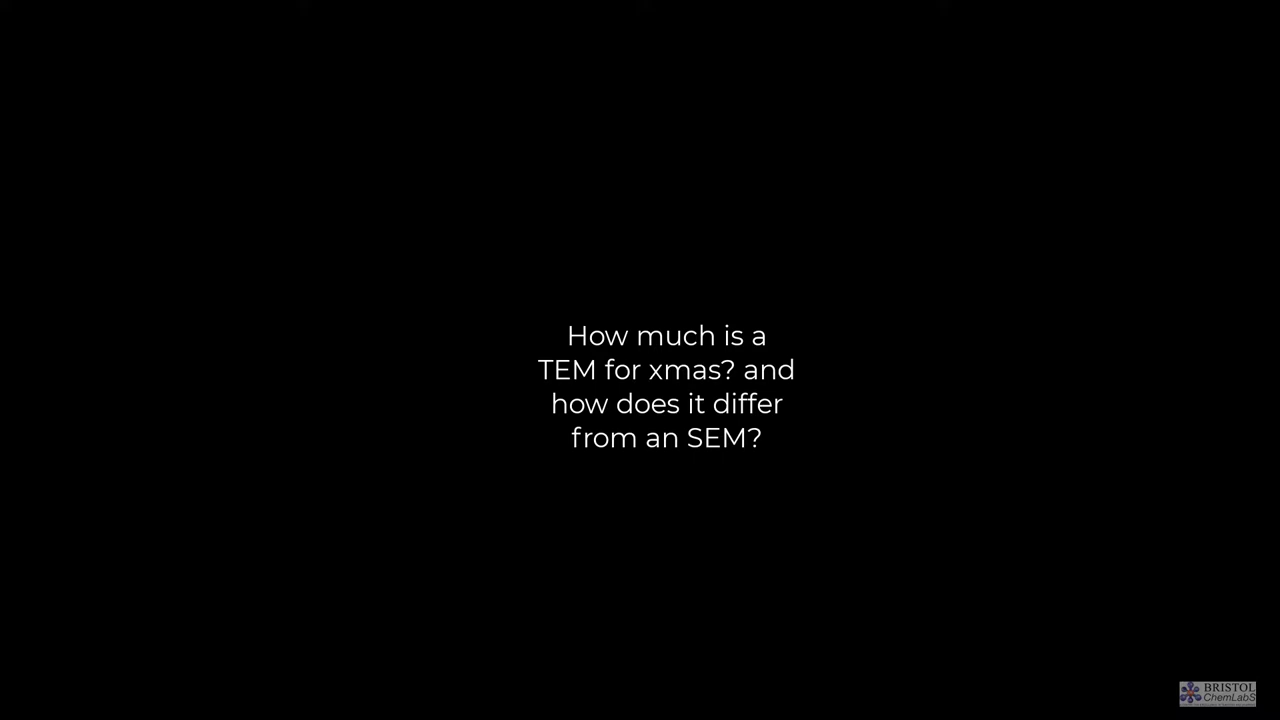 How much is a
TEM for xmas? and
how does it differ
from an SEM?
BRISTOL
ChemLabS